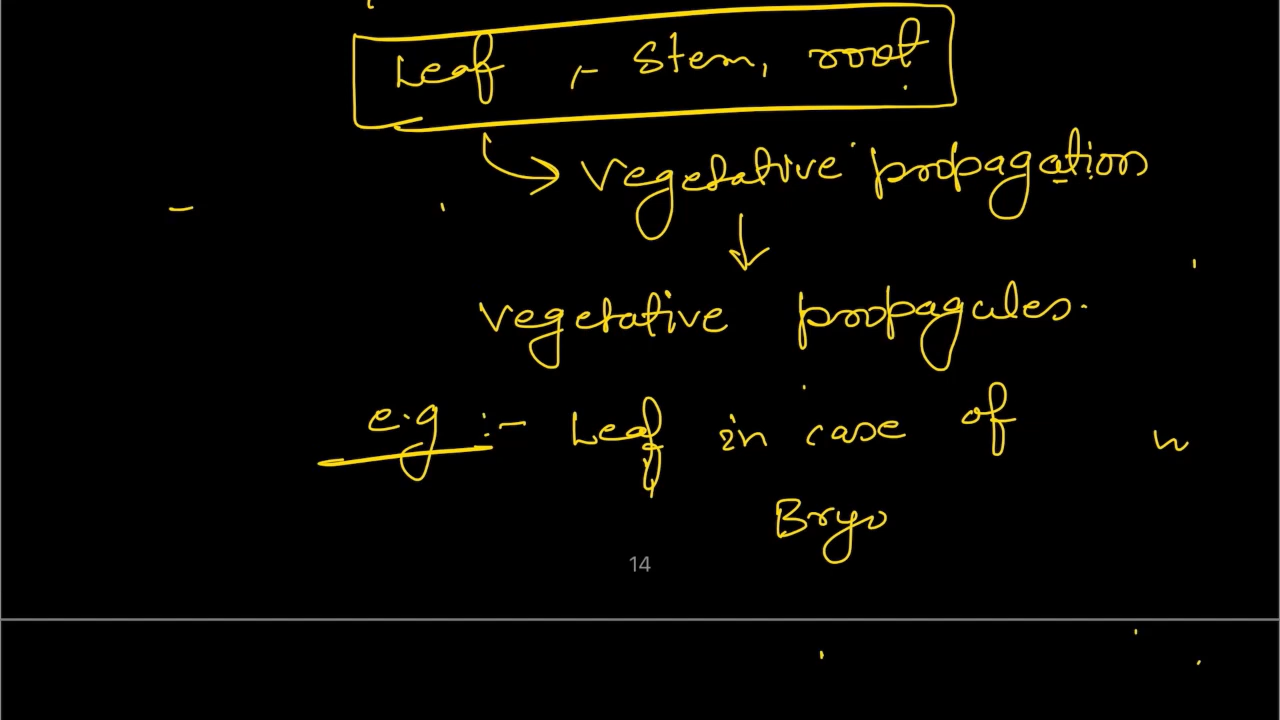 Leaf , - Stem, root
vegetative propagation
vegetative propagules.
e.g :- Leaf in case of
Bryo
14